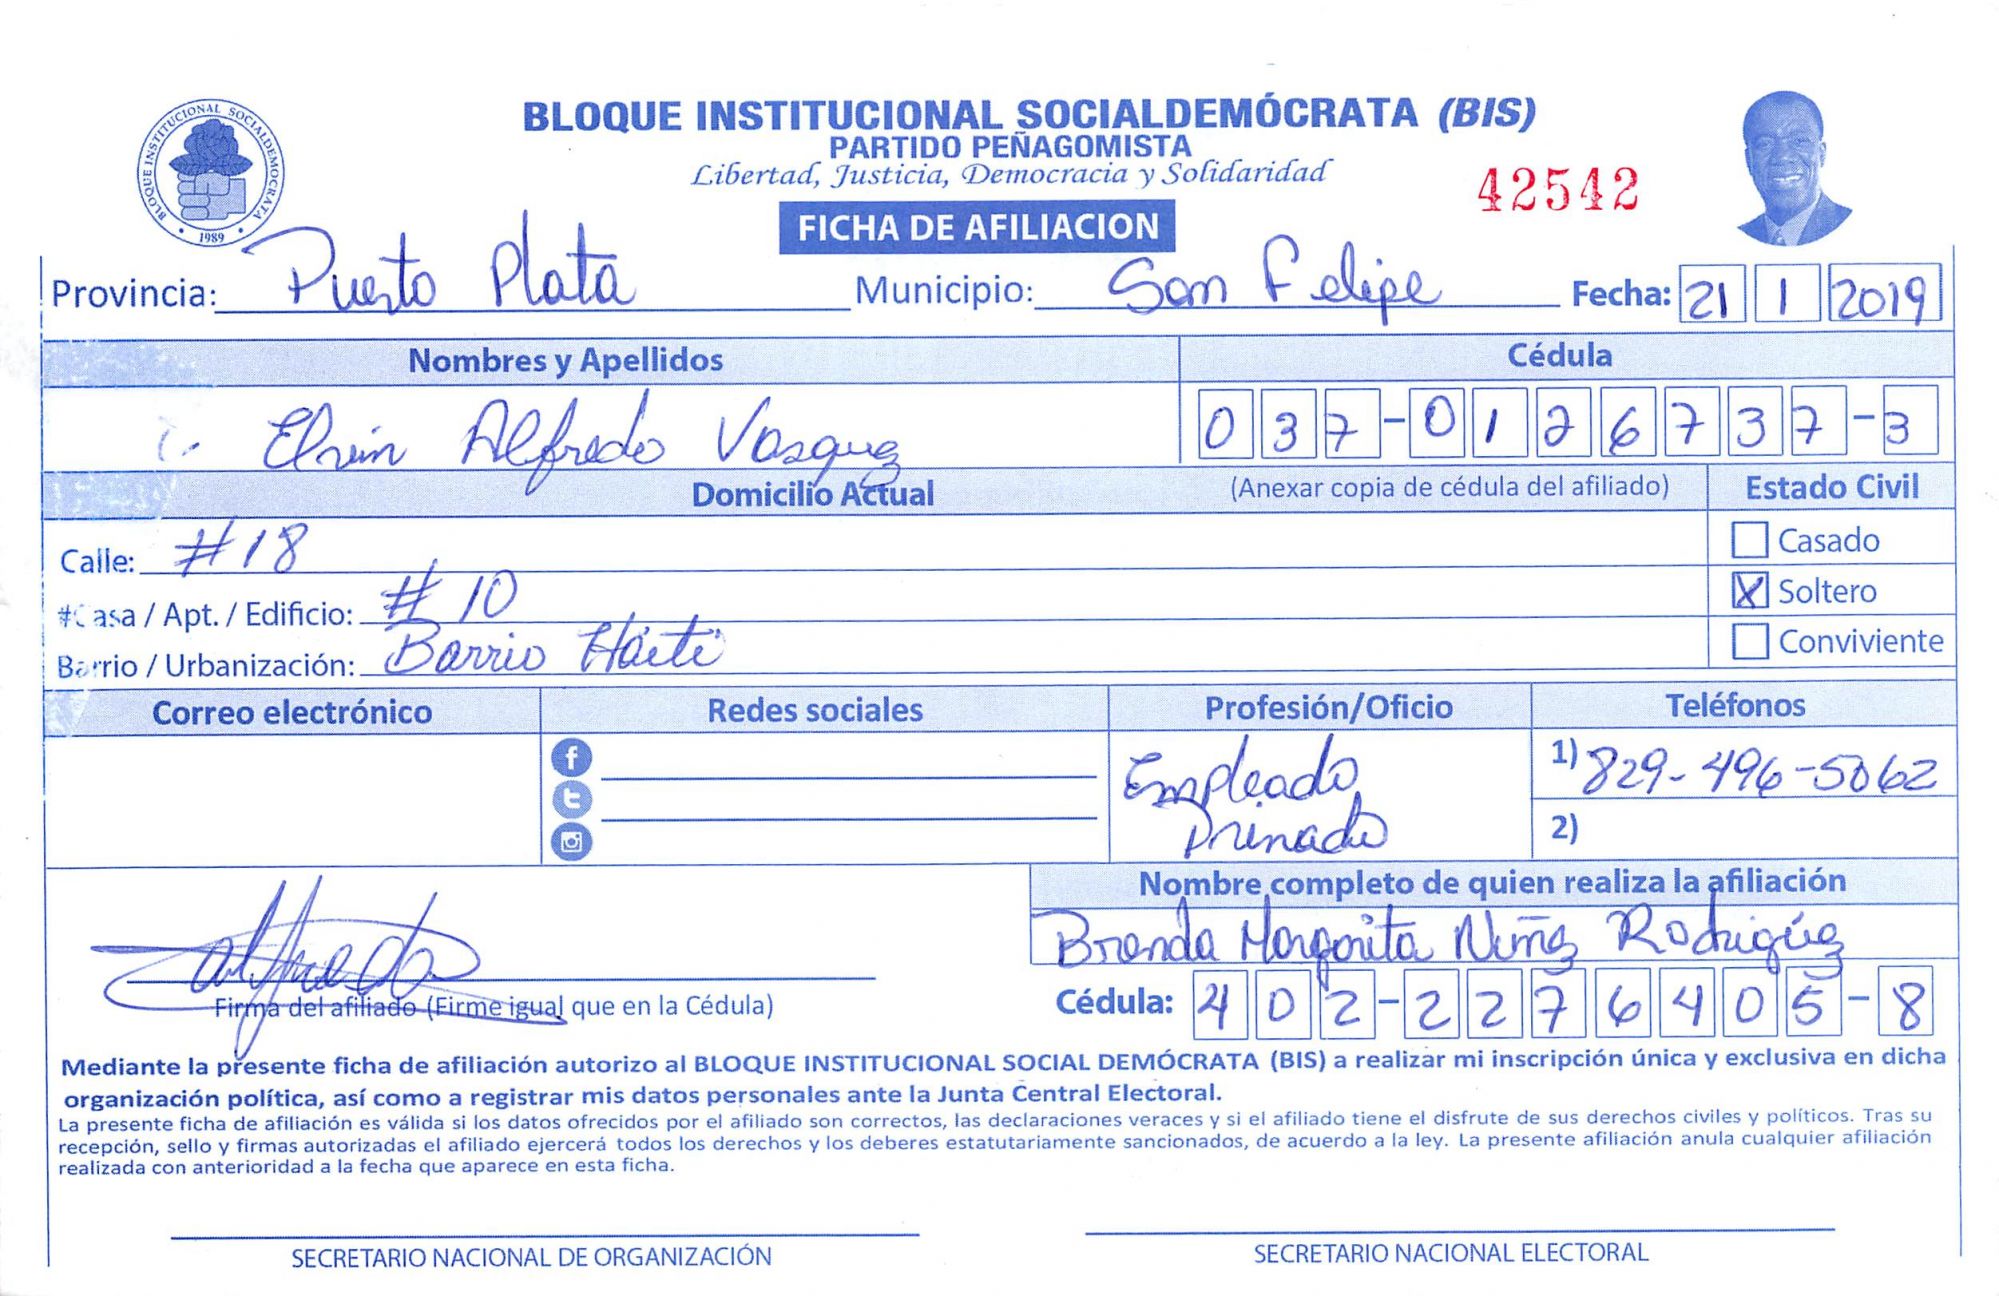 BLOQUE INSTITUCIONAL SOCIALDEMOCRATA
1989
BLOQUE INSTITUCIONAL SOCIALDEMÓCRATA (BIS)
PARTIDO PEÑAGOMISTA
Libertad, Justicia, Democracia y Solidaridad
42542
FICHA DE AFILIACION
Provincia: Puerto Plata Municipio: San Felipe Fecha: 21 1 2019
Nombres y Apellidos Cédula
Elvin Alfredo Vasquez 037-0126737-3
Domicilio Actual (Anexar copia de cédula del afiliado) Estado Civil
Calle: #18 Casado
#Casa / Apt. / Edificio: #10 X Soltero
Barrio / Urbanización: Barrio Haiti Conviviente
Correo electrónico Redes sociales Profesión/Oficio Teléfonos
Empleado 1) 829-496-5062
Privado 2)
Nombre completo de quien realiza la afiliación
Brenda Margarita Nuñez Rodriguez
Alfredo
Firma del afiliado (Firme igual que en la Cédula) Cédula: 402-2276405-8
Mediante la presente ficha de afiliación autorizo al BLOQUE INSTITUCIONAL SOCIAL DEMÓCRATA (BIS) a realizar mi inscripción única y exclusiva en dicha
organización política, así como a registrar mis datos personales ante la Junta Central Electoral.
La presente ficha de afiliación es válida si los datos ofrecidos por el afiliado son correctos, las declaraciones veraces y si el afiliado tiene el disfrute de sus derechos civiles y políticos. Tras su
recepción, sello y firmas autorizadas el afiliado ejercerá todos los derechos y los deberes estatutariamente sancionados, de acuerdo a la ley. La presente afiliación anula cualquier afiliación
realizada con anterioridad a la fecha que aparece en esta ficha.
SECRETARIO NACIONAL DE ORGANIZACIÓN SECRETARIO NACIONAL ELECTORAL